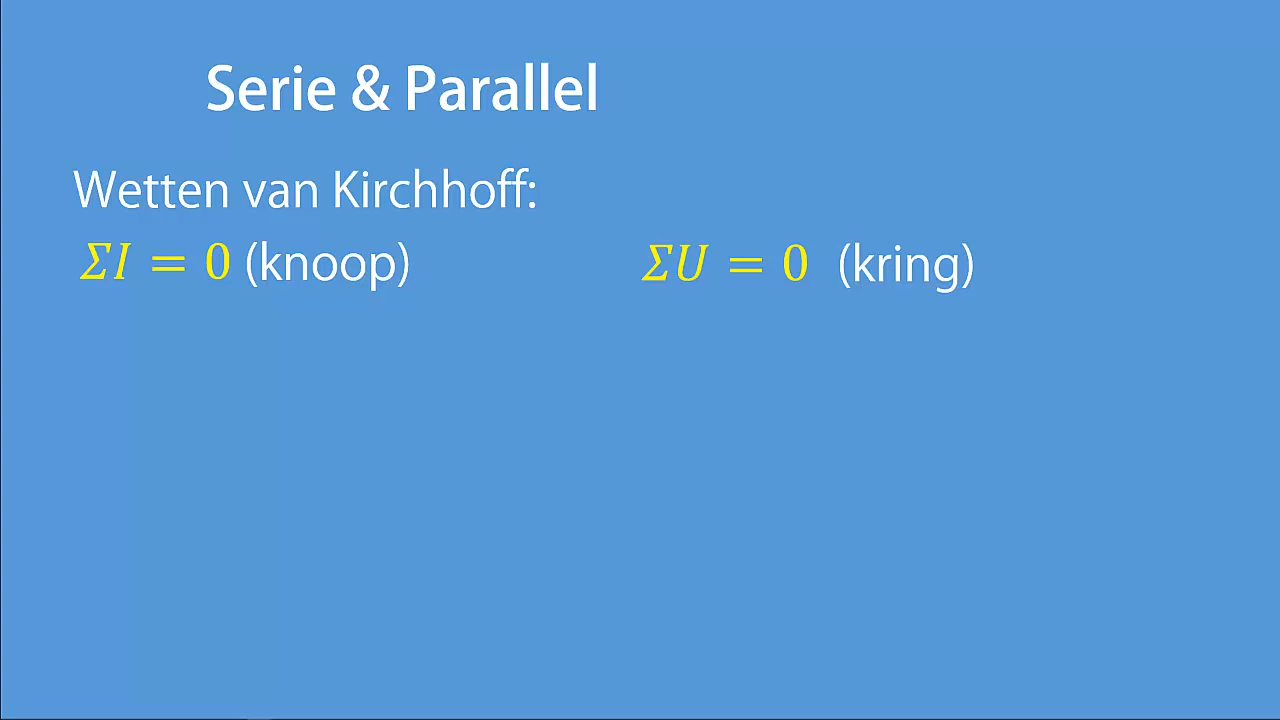 Serie & Parallel
Wetten van Kirchhoff:
ΣI = 0 (knoop) ΣU = 0 (kring)